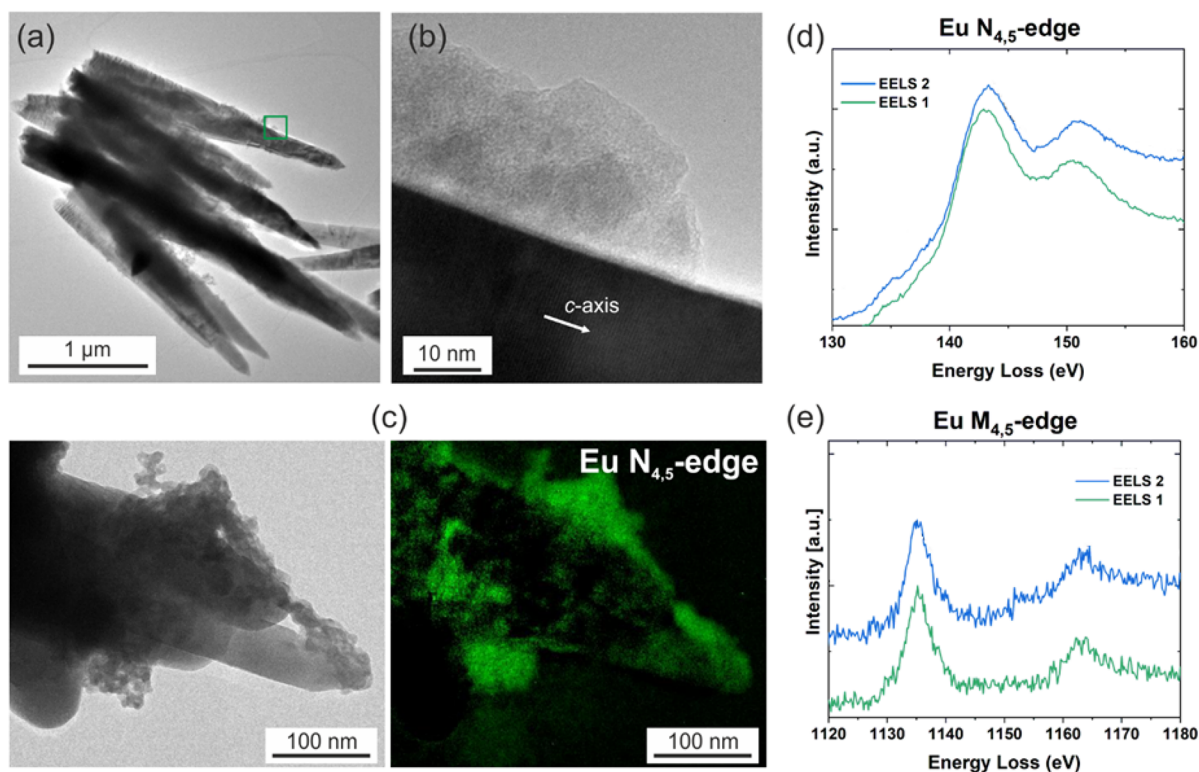 (a)
1 µm
(b)
c-axis
10 nm
(d)
Eu N4,5-edge
EELS 2
EELS 1
Intensity (a.u.)
130 140 150 160
Energy Loss (eV)
(c)
100 nm
Eu N4,5-edge
100 nm
(e)
Eu M4,5-edge
EELS 2
EELS 1
Intensity [a.u.]
1120 1130 1140 1150 1160 1170 1180
Energy Loss (eV)